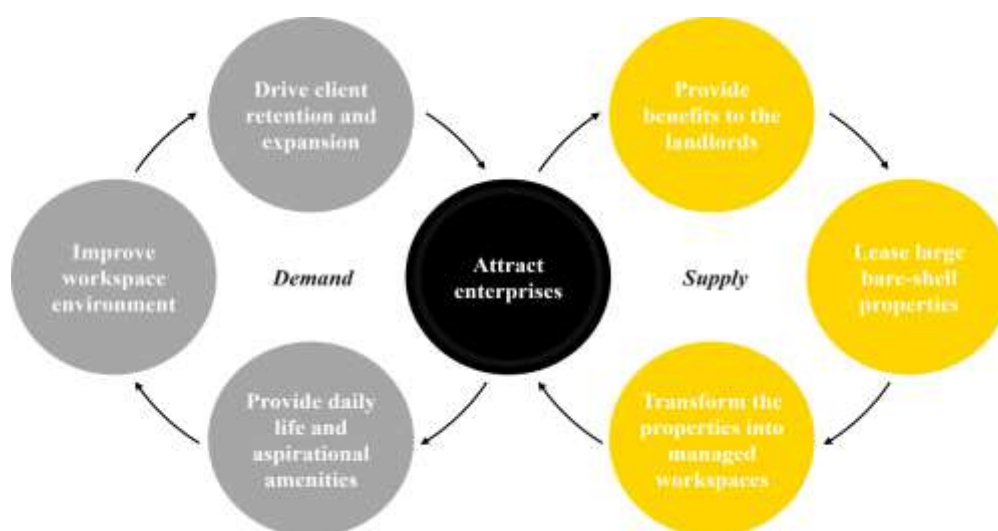 Drive client
retention and
expansion
Provide
benefits to the
landlords
Improve
workspace
environment
Demand
Attract
enterprises
Supply
Lease large
bare-shell
properties
Provide daily
life and
aspirational
amenities
Transform the
properties into
managed
workspaces